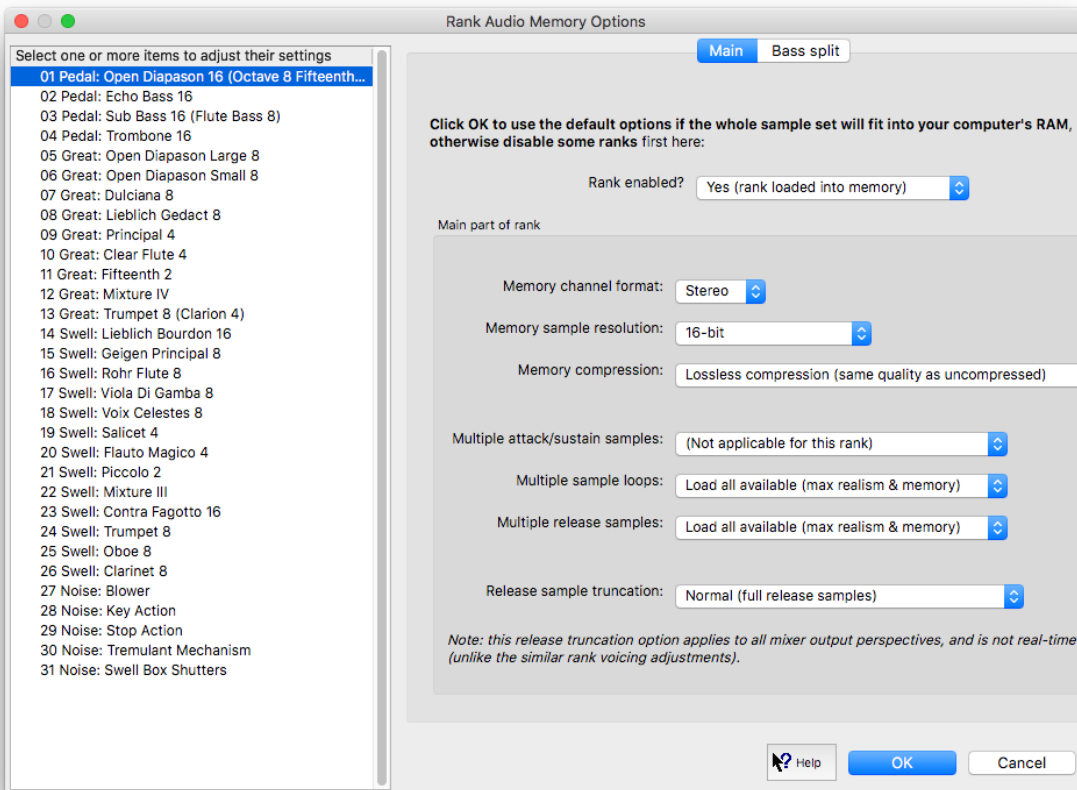 Rank Audio Memory Options
Select one or more items to adjust their settings
01 Pedal: Open Diapason 16 (Octave 8 Fifteenth...
02 Pedal: Echo Bass 16
03 Pedal: Sub Bass 16 (Flute Bass 8)
04 Pedal: Trombone 16
05 Great: Open Diapason Large 8
06 Great: Open Diapason Small 8
07 Great: Dulciana 8
08 Great: Lieblich Gedact 8
09 Great: Principal 4
10 Great: Clear Flute 4
11 Great: Fifteenth 2
12 Great: Mixture IV
13 Great: Trumpet 8 (Clarion 4)
14 Swell: Lieblich Bourdon 16
15 Swell: Geigen Principal 8
16 Swell: Rohr Flute 8
17 Swell: Viola Di Gamba 8
18 Swell: Voix Celestes 8
19 Swell: Salicet 4
20 Swell: Flauto Magico 4
21 Swell: Piccolo 2
22 Swell: Mixture III
23 Swell: Contra Fagotto 16
24 Swell: Trumpet 8
25 Swell: Oboe 8
26 Swell: Clarinet 8
27 Noise: Blower
28 Noise: Key Action
29 Noise: Stop Action
30 Noise: Tremulant Mechanism
31 Noise: Swell Box Shutters
Main Bass split
Click OK to use the default options if the whole sample set will fit into your computer's RAM,
otherwise disable some ranks first here:
Rank enabled? Yes (rank loaded into memory)
Main part of rank
Memory channel format: Stereo
Memory sample resolution: 16-bit
Memory compression: Lossless compression (same quality as uncompressed)
Multiple attack/sustain samples: (Not applicable for this rank)
Multiple sample loops: Load all available (max realism & memory)
Multiple release samples: Load all available (max realism & memory)
Release sample truncation: Normal (full release samples)
Note: this release truncation option applies to all mixer output perspectives, and is not real-time
(unlike the similar rank voicing adjustments).
Help OK Cancel